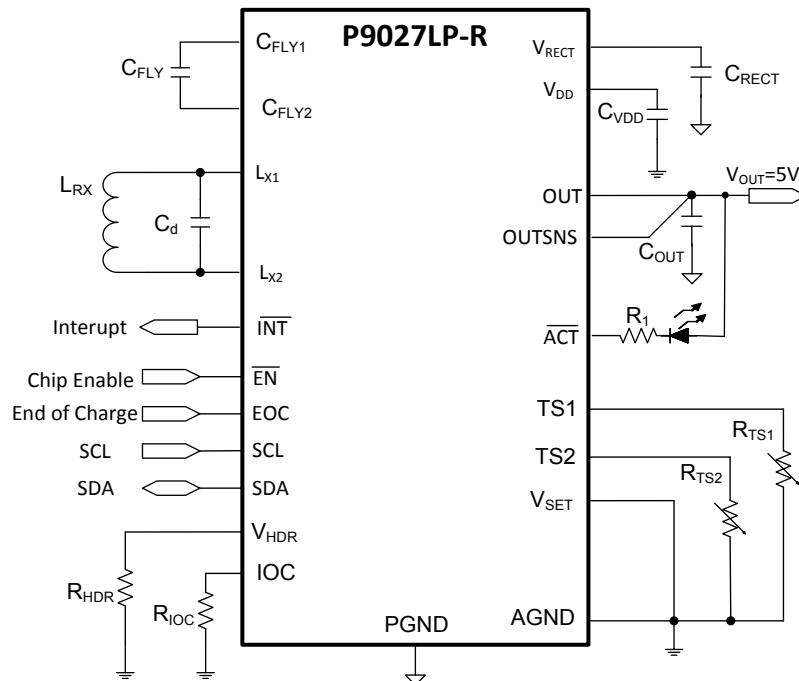 P9027LP-R
CFLY1
CFLY
CFLY2
VRECT
CRECT
VDD
CVDD
LRX
LX1
Cd
LX2
OUT
VOUT=5V
OUTSNS
COUT
Interupt
INT
R1
ACT
Chip Enable
EN
End of Charge
EOC
SCL
SCL
SDA
SDA
TS1
RTS1
TS2
RTS2
VSET
VHDR
RHDR
IOC
RIOC
PGND
AGND